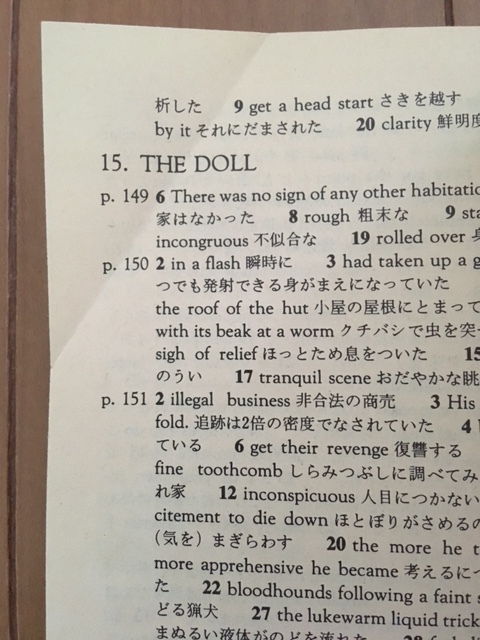 析した 9 get a head start さきを越す
by it それにだまされた 20 clarity 鮮明度
15. THE DOLL
p. 149 6 There was no sign of any other
家はなかった 8 rough 粗末な 9
incongruous 不似合な 19 rolled over
p. 150 2 in a flash 瞬時に 3 had taken up a
つでも発射できる身がまえになっていた
the roof of the hut 小屋の屋根にとまって
with its beak at a worm クチバシで虫を突
sigh of relief ほっとため息をついた 15
のうい 17 tranquil scene おだやかな眺
p. 151 2 illegal business 非合法の商売 3 His
fold. 追跡は2倍の密度でなされていた 4
ている 6 get their revenge 復讐する
fine toothcomb しらみつぶしに調べてみ
れ家 12 inconspicuous 人目につかない
citement to die down ほとぼりがさめるの
(気を) まぎらわす 20 the more he
more apprehensive he became 考えるにつ
た 22 bloodhounds following a faint
どる猟犬 27 the lukewarm liquid
まぬるい液体がのどを流れた 28